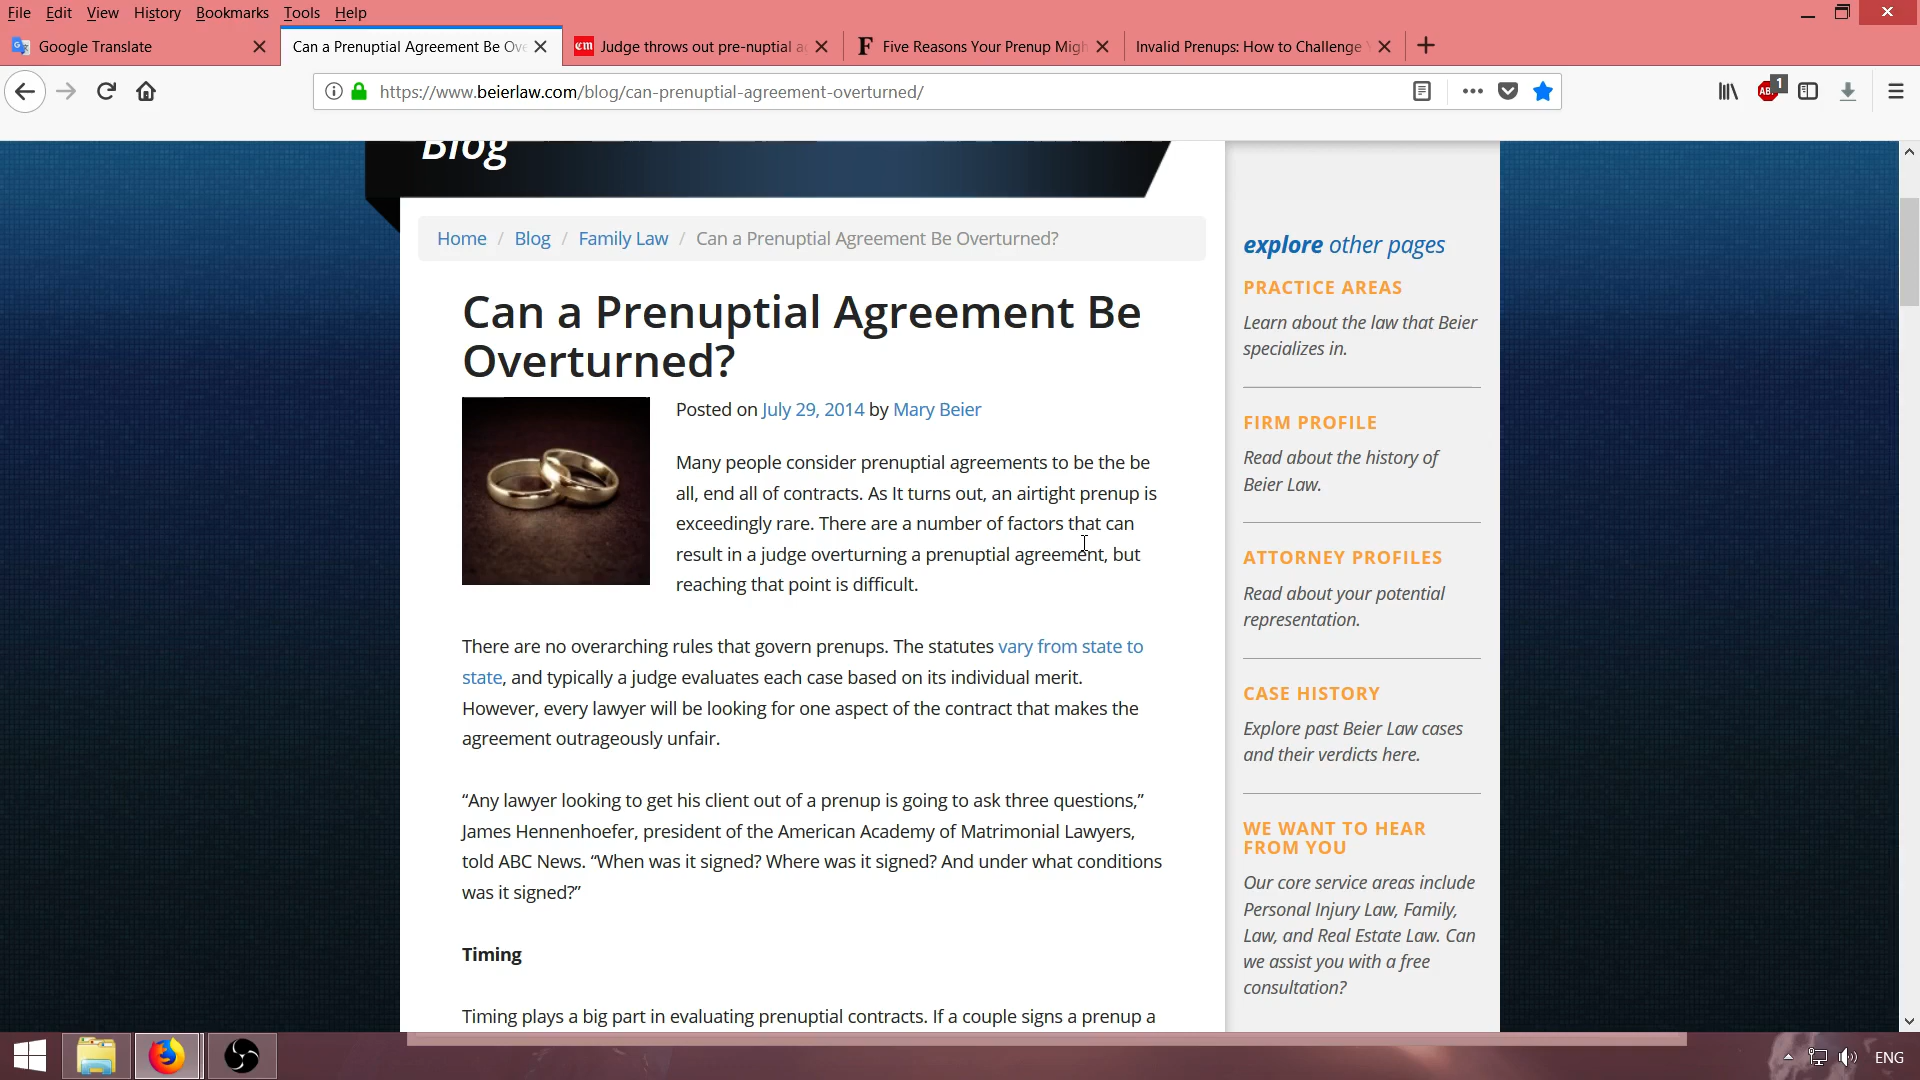 File Edit View History Bookmarks Tools Help
Google Translate
Can a Prenuptial Agreement Be Ov
Judge throws out pre-nuptial a
Five Reasons Your Prenup Migh
Invalid Prenups: How to Challenge
https://www.beierlaw.com/blog/can-prenuptial-agreement-overturned/
ABP
1
Blog
Home / Blog / Family Law / Can a Prenuptial Agreement Be Overturned?
Can a Prenuptial Agreement Be
Overturned?
Posted on July 29, 2014 by Mary Beier
Many people consider prenuptial agreements to be the be
all, end all of contracts. As It turns out, an airtight prenup is
exceedingly rare. There are a number of factors that can
result in a judge overturning a prenuptial agreement, but
reaching that point is difficult.
There are no overarching rules that govern prenups. The statutes vary from state to
state, and typically a judge evaluates each case based on its individual merit.
However, every lawyer will be looking for one aspect of the contract that makes the
agreement outrageously unfair.
“Any lawyer looking to get his client out of a prenup is going to ask three questions,”
James Hennenhoefer, president of the American Academy of Matrimonial Lawyers,
told ABC News. “When was it signed? Where was it signed? And under what conditions
was it signed?”
Timing
Timing plays a big part in evaluating prenuptial contracts. If a couple signs a prenup a
explore other pages
PRACTICE AREAS
Learn about the law that Beier
specializes in.
FIRM PROFILE
Read about the history of
Beier Law.
ATTORNEY PROFILES
Read about your potential
representation.
CASE HISTORY
Explore past Beier Law cases
and their verdicts here.
WE WANT TO HEAR
FROM YOU
Our core service areas include
Personal Injury Law, Family,
Law, and Real Estate Law. Can
we assist you with a free
consultation?
ENG